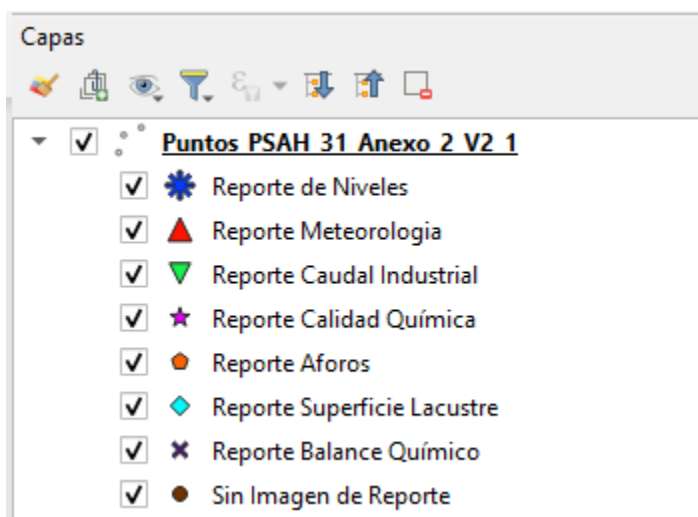 Capas
Puntos PSAH 31 Anexo 2 V2 1
Reporte de Niveles
Reporte Meteorologia
Reporte Caudal Industrial
Reporte Calidad Química
Reporte Aforos
Reporte Superficie Lacustre
Reporte Balance Químico
Sin Imagen de Reporte